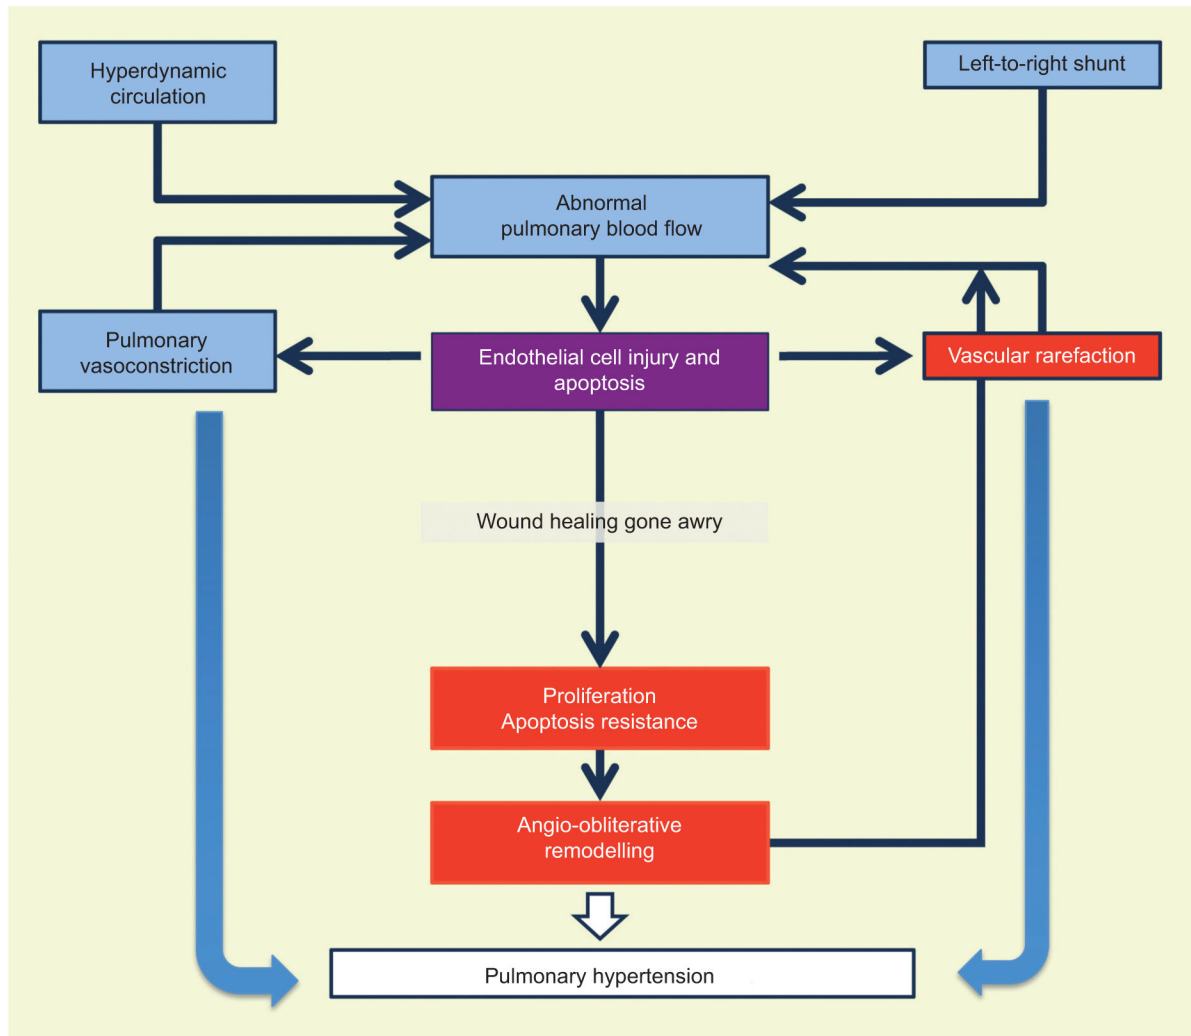 Hyperdynamic
circulation
Left-to-right shunt
Abnormal
pulmonary blood flow
Pulmonary
vasoconstriction
Endothelial cell injury and
apoptosis
Vascular rarefaction
Wound healing gone awry
Proliferation
Apoptosis resistance
Angio-obliterative
remodelling
Pulmonary hypertension